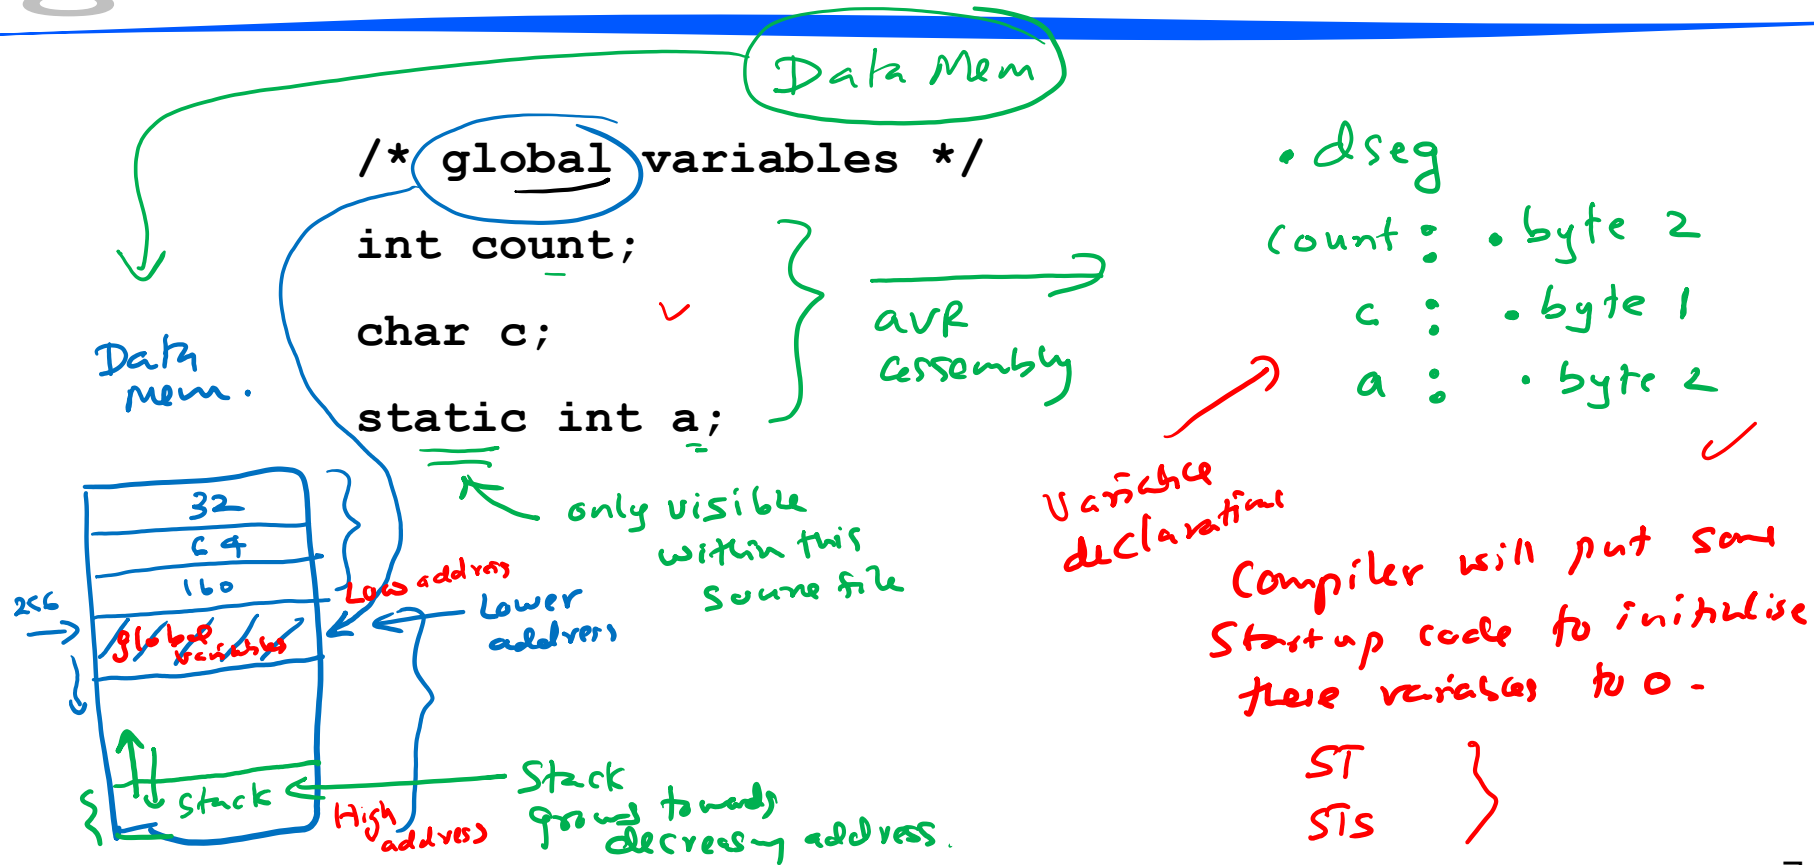 Data Mem
/* global variables */
int count;
char c;
static int a;
avr
assembly
.dseg
count : .byte 2
c : .byte 1
a : .byte 2
Variable
declarations
only visible
within this
source file
Compiler will put some
Startup code to initialise
these variables to 0.
ST
STS
Data
mem.
32
64
160
Low address
256
global
variables
Lower
address
Stack
High
address
Stack
grows towards
decreasing address.